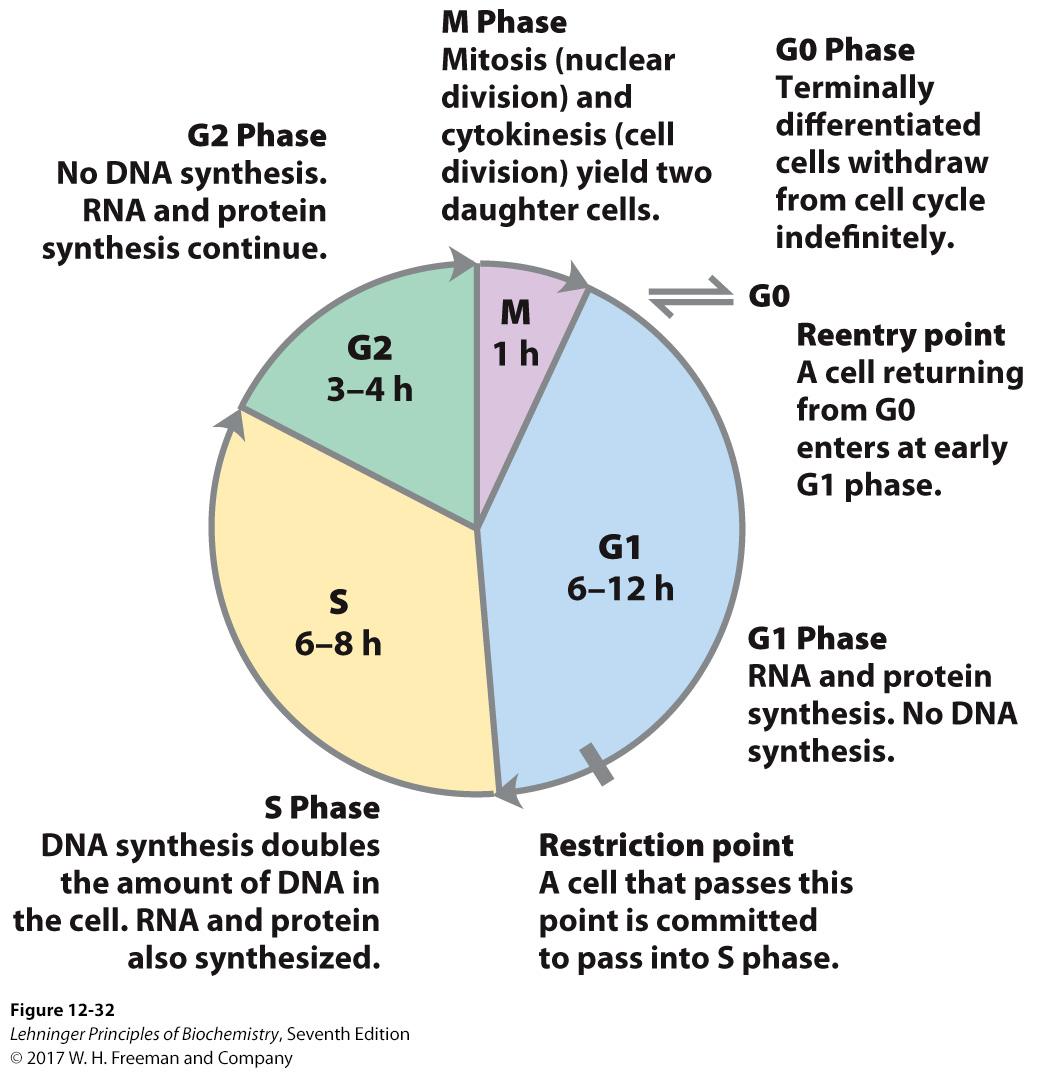 M Phase
Mitosis (nuclear
division) and
cytokinesis (cell
division) yield two
daughter cells.
G0 Phase
Terminally
differentiated
cells withdraw
from cell cycle
indefinitely.
G2 Phase
No DNA synthesis.
RNA and protein
synthesis continue.
G0
Reentry point
A cell returning
from G0
enters at early
G1 phase.
M
1 h
G2
3–4 h
G1
6–12 h
S
6–8 h
G1 Phase
RNA and protein
synthesis. No DNA
synthesis.
S Phase
DNA synthesis doubles
the amount of DNA in
the cell. RNA and protein
also synthesized.
Restriction point
A cell that passes this
point is committed
to pass into S phase.
Figure 12-32
Lehninger Principles of Biochemistry, Seventh Edition
© 2017 W. H. Freeman and Company